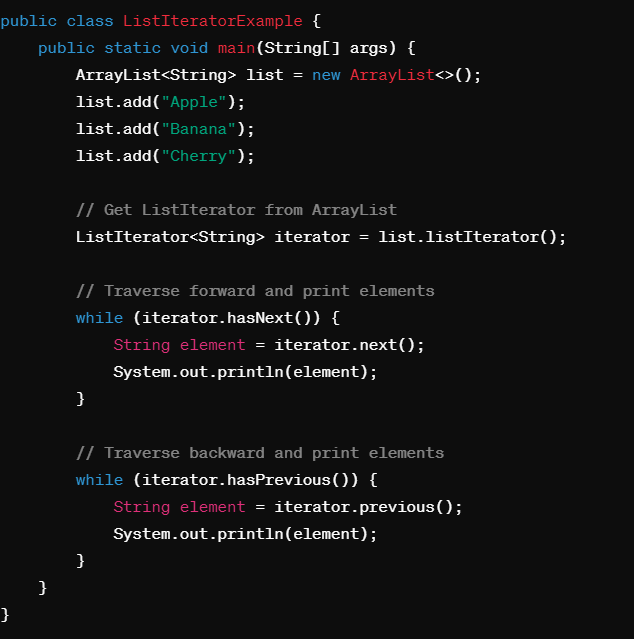 public class ListIteratorExample {
    public static void main(String[] args) {
        ArrayList<String> list = new ArrayList<>();
        list.add("Apple");
        list.add("Banana");
        list.add("Cherry");

        // Get ListIterator from ArrayList
        ListIterator<String> iterator = list.listIterator();

        // Traverse forward and print elements
        while (iterator.hasNext()) {
            String element = iterator.next();
            System.out.println(element);
        }

        // Traverse backward and print elements
        while (iterator.hasPrevious()) {
            String element = iterator.previous();
            System.out.println(element);
        }
    }
}